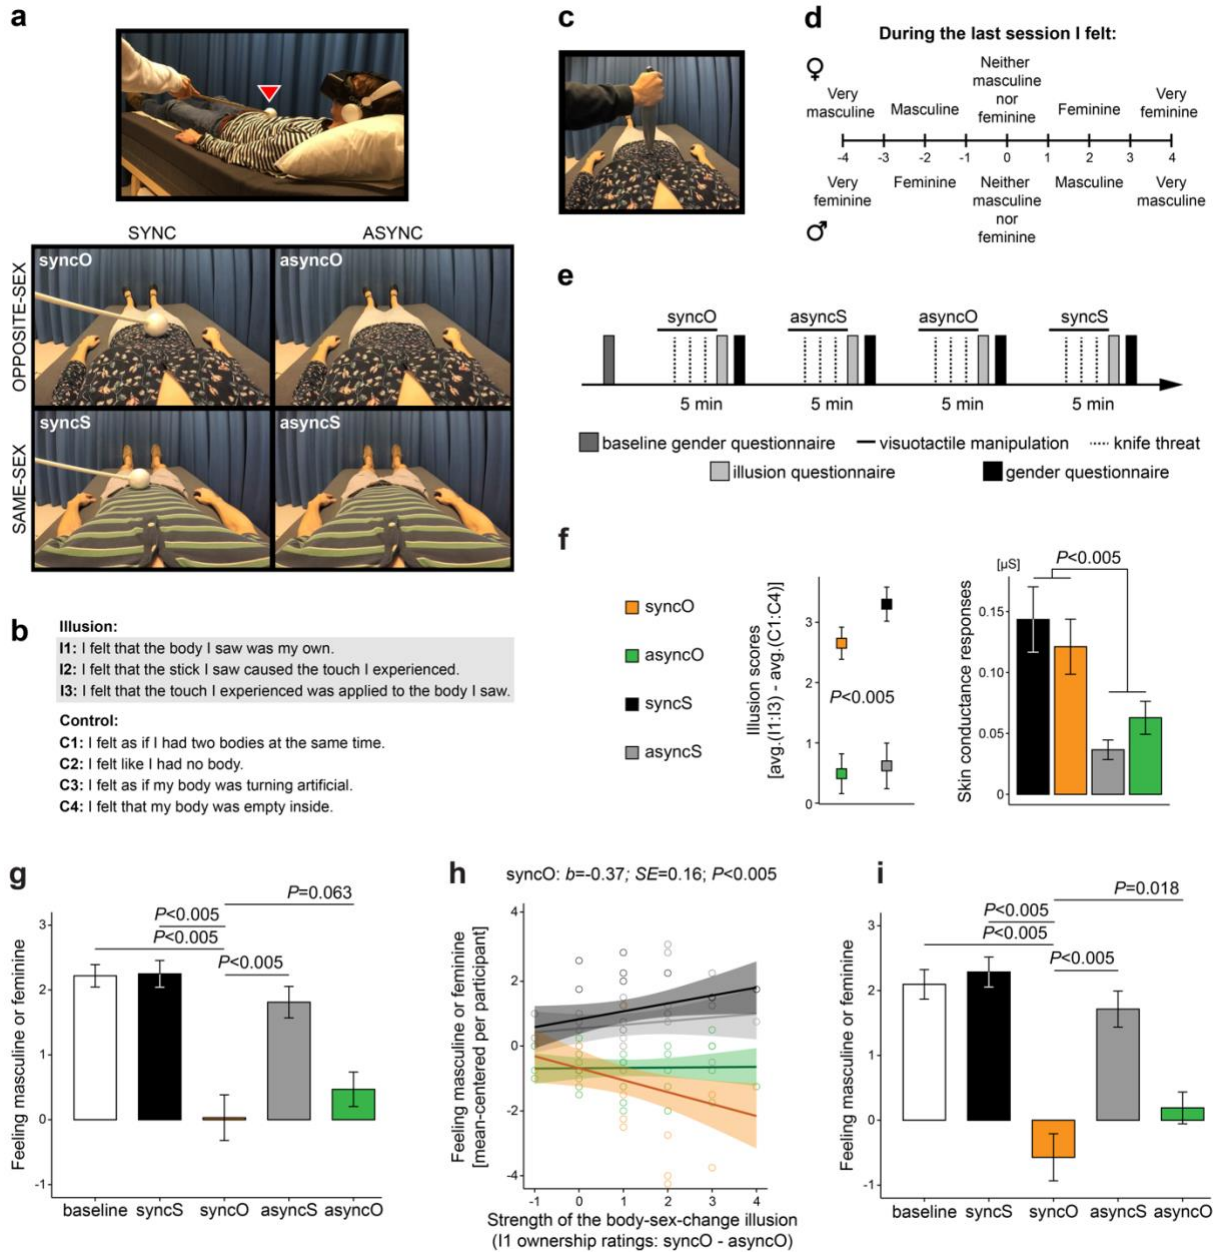 a
SYNC
ASYNC
OPPOSITE-SEX
syncO
asyncO
SAME-SEX
syncS
asyncS
b
Illusion:
I1: I felt that the body I saw was my own.
I2: I felt that the stick I saw caused the touch I experienced.
I3: I felt that the touch I experienced was applied to the body I saw.
Control:
C1: I felt as if I had two bodies at the same time.
C2: I felt like I had no body.
C3: I felt as if my body was turning artificial.
C4: I felt that my body was empty inside.
c
d
During the last session I felt:
♀
Very masculine
Masculine
Neither masculine nor feminine
Feminine
Very feminine
-4 -3 -2 -1 0 1 2 3 4
Very feminine
Feminine
Neither masculine nor feminine
Masculine
Very masculine
♂
e
syncO asyncS asyncO syncS
5 min 5 min 5 min 5 min
baseline gender questionnaire visuotactile manipulation knife threat
illusion questionnaire gender questionnaire
f
syncO
asyncO
syncS
asyncS
Illusion scores
[avg.(I1:I3) - avg.(C1:C4)]
3
2
1
0
P<0.005
Skin conductance responses
[µS]
0.15
0.10
0.05
0
P<0.005
g
Feeling masculine or feminine
3
2
1
0
-1
P=0.063
P<0.005
P<0.005
P<0.005
baseline syncS syncO asyncS asyncO
h
syncO: b=-0.37; SE=0.16; P<0.005
Feeling masculine or feminine
[mean-centered per participant]
4
2
0
-2
-4
-1 0 1 2 3 4
Strength of the body-sex-change illusion
(I1 ownership ratings: syncO - asyncO)
i
Feeling masculine or feminine
3
2
1
0
-1
P=0.018
P<0.005
P<0.005
P<0.005
baseline syncS syncO asyncS asyncO